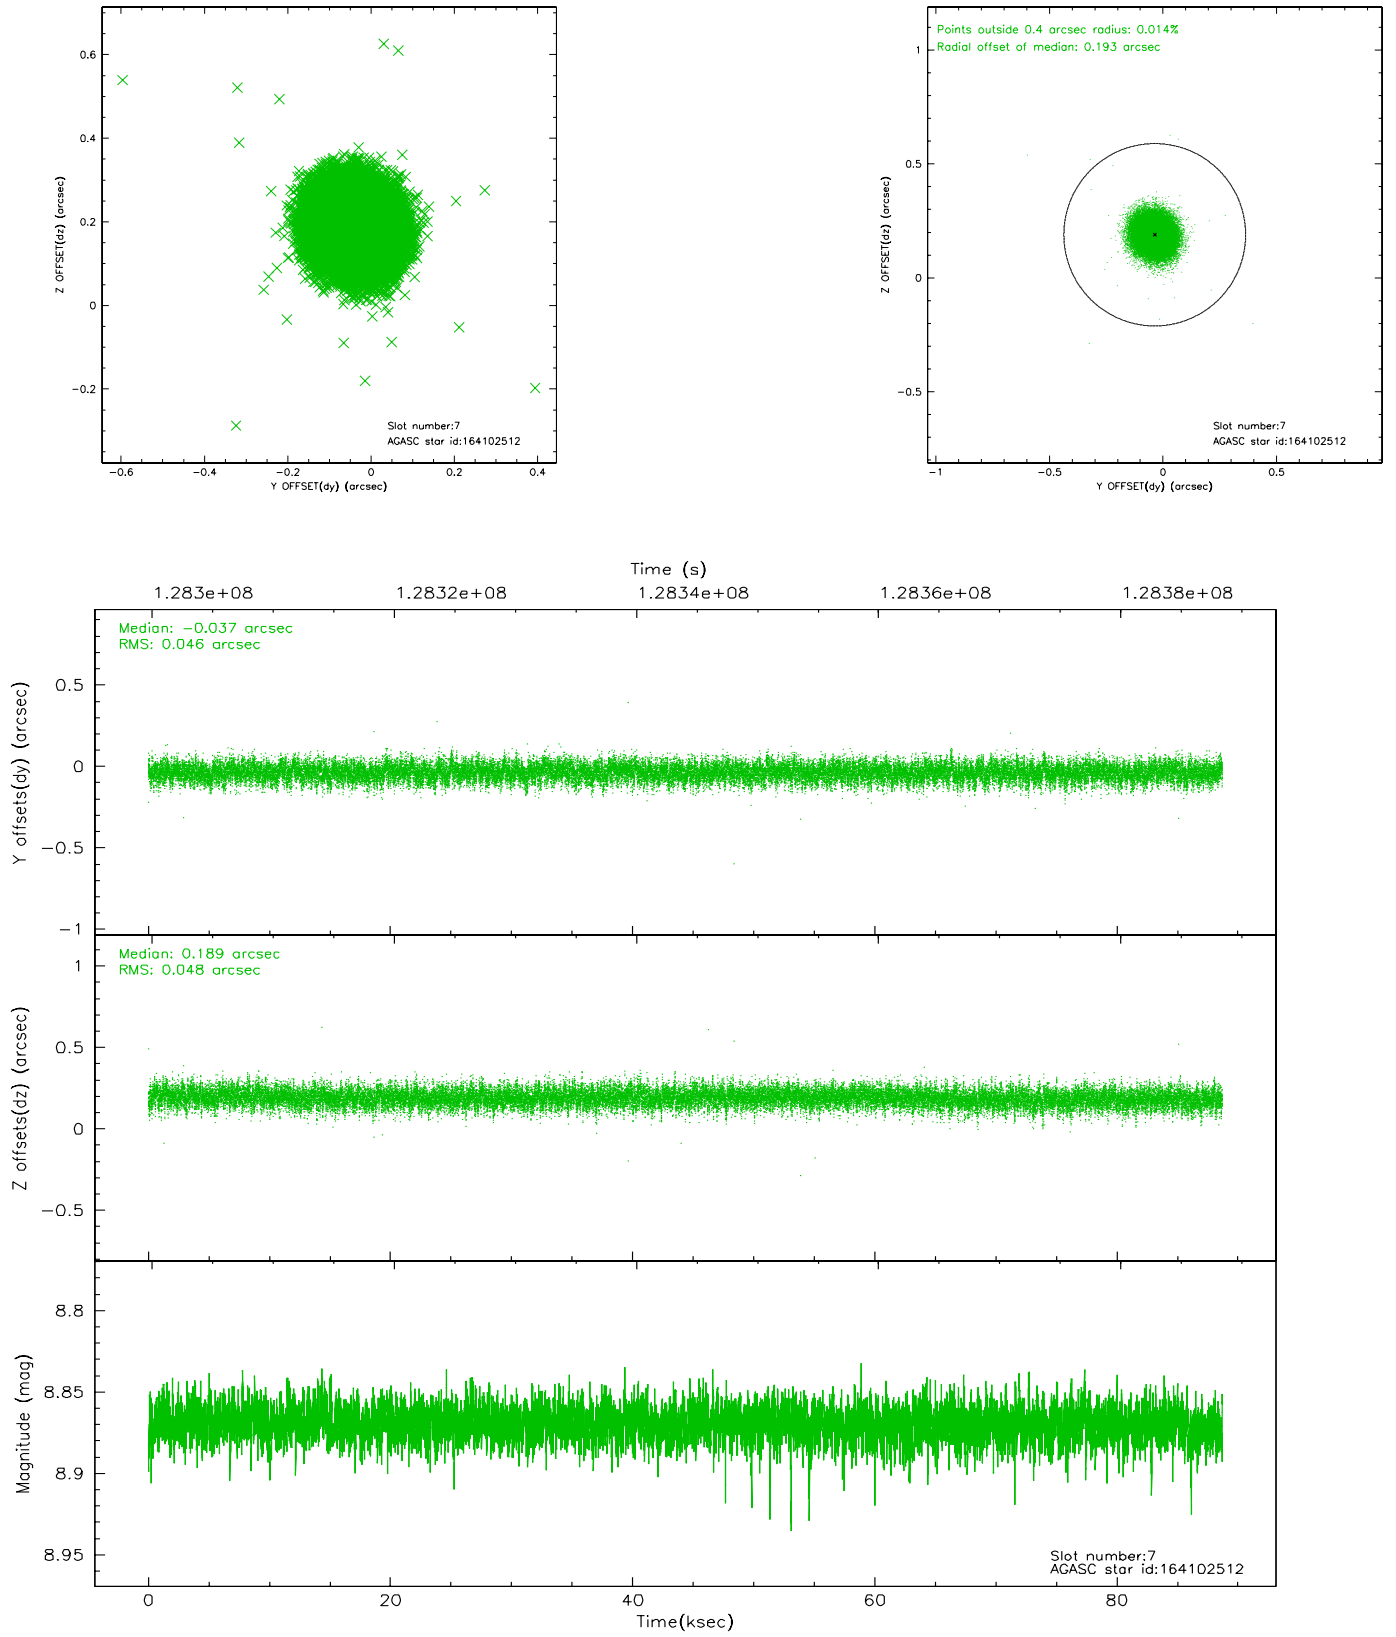 0.6
0.4
0.2
0
−0.2
Z OFFSET(dz) (arcsec)
Slot number:7
AGASC star id:164102512
−0.6 −0.4 −0.2 0 0.2 0.4
Y OFFSET(dy) (arcsec)
Points outside 0.4 arcsec radius: 0.014%
Radial offset of median: 0.193 arcsec
1
0.5
0
−0.5
Z OFFSET(dz) (arcsec)
Slot number:7
AGASC star id:164102512
−1 −0.5 0 0.5
Y OFFSET(dy) (arcsec)
Time (s)
1.283e+08 1.2832e+08 1.2834e+08 1.2836e+08 1.2838e+08
Median: −0.037 arcsec
RMS: 0.046 arcsec
0.5
0
−0.5
−1
Y offsets(dy) (arcsec)
Median: 0.189 arcsec
RMS: 0.048 arcsec
1
0.5
0
−0.5
Z offsets(dz) (arcsec)
8.8
8.85
8.9
8.95
Magnitude (mag)
Slot number:7
AGASC star id:164102512
0 20 40 60 80
Time(ksec)